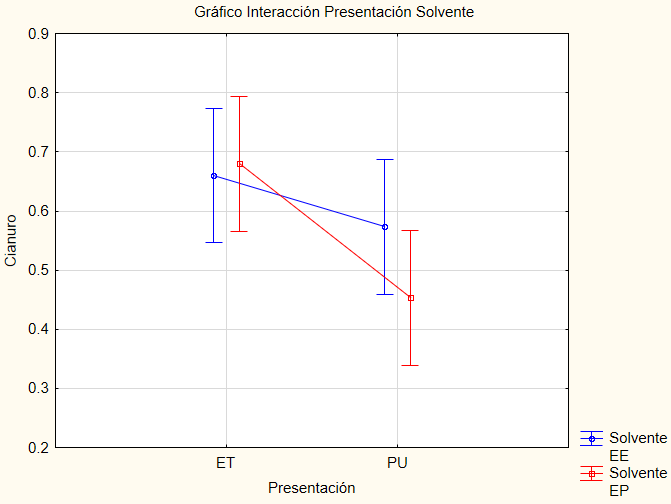 Gráfico Interacción Presentación Solvente
0.9
0.8
0.7
0.6
0.5
0.4
0.3
0.2
Cianuro
ET PU
Presentación
Solvente
EE
Solvente
EP